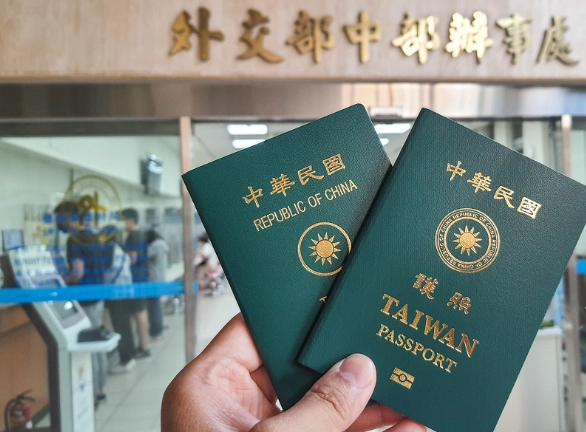 外交部中部辦事處
中華民國
REPUBLIC OF CHINA
中華民國
護照
TAIWAN
PASSPORT